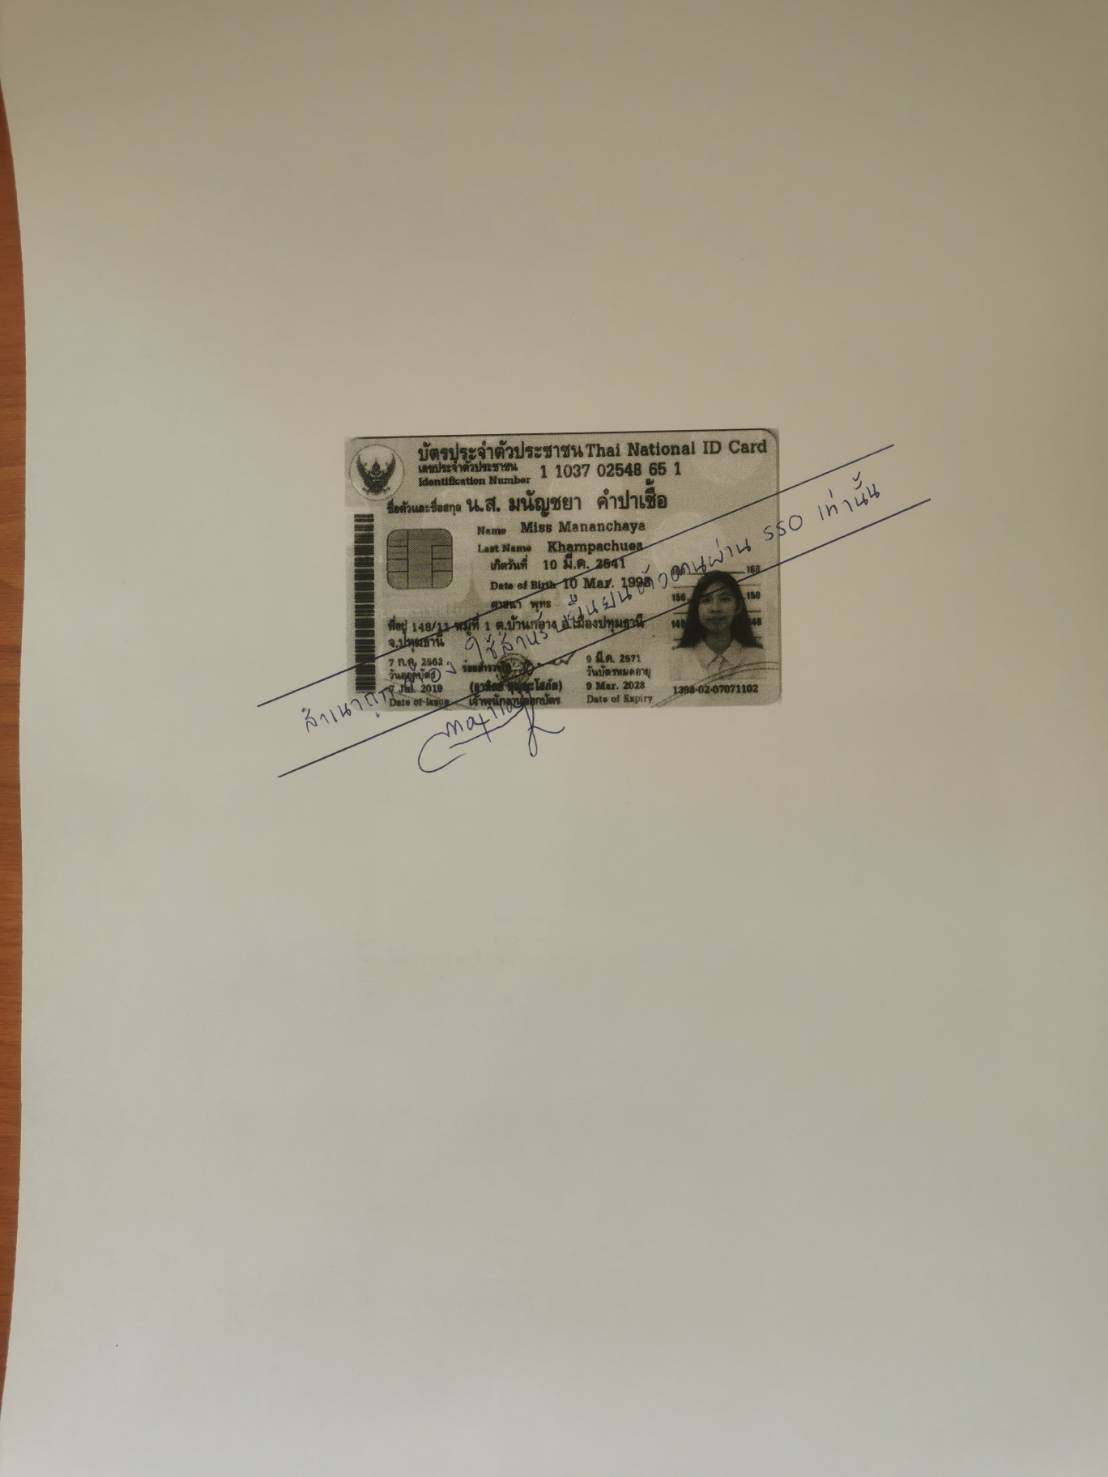 บัตรประจำตัวประชาชน Thai National ID Card
เลขประจำตัวประชาชน
Identification Number
1 1037 02548 65 1
ชื่อตัวและชื่อสกุล น.ส. มนัญชยา คำปาเชื้อ
Name Miss Mananchaya
Last Name Khampachuea
เกิดวันที่ 10 มี.ค. 2541
Date of Birth 10 Mar. 1998
ศาสนา พุทธ
ที่อยู่ 148/11 หมู่ที่ 1 ต.บ้านกลาง อ.เมืองปทุมธานี
จ.ปทุมธานี
7 ก.ค. 2562
วันออกบัตร
7 Jul. 2019
Date of Issue
เจ้าพนักงานออกบัตร
9 มี.ค. 2571
วันบัตรหมดอายุ
9 Mar. 2028
Date of Expiry
160
150
150
1398-02-07071102
สำเนาถูกต้อง ใช้สำหรับยืนยันตัวตนผ่าน SSO เท่านั้น